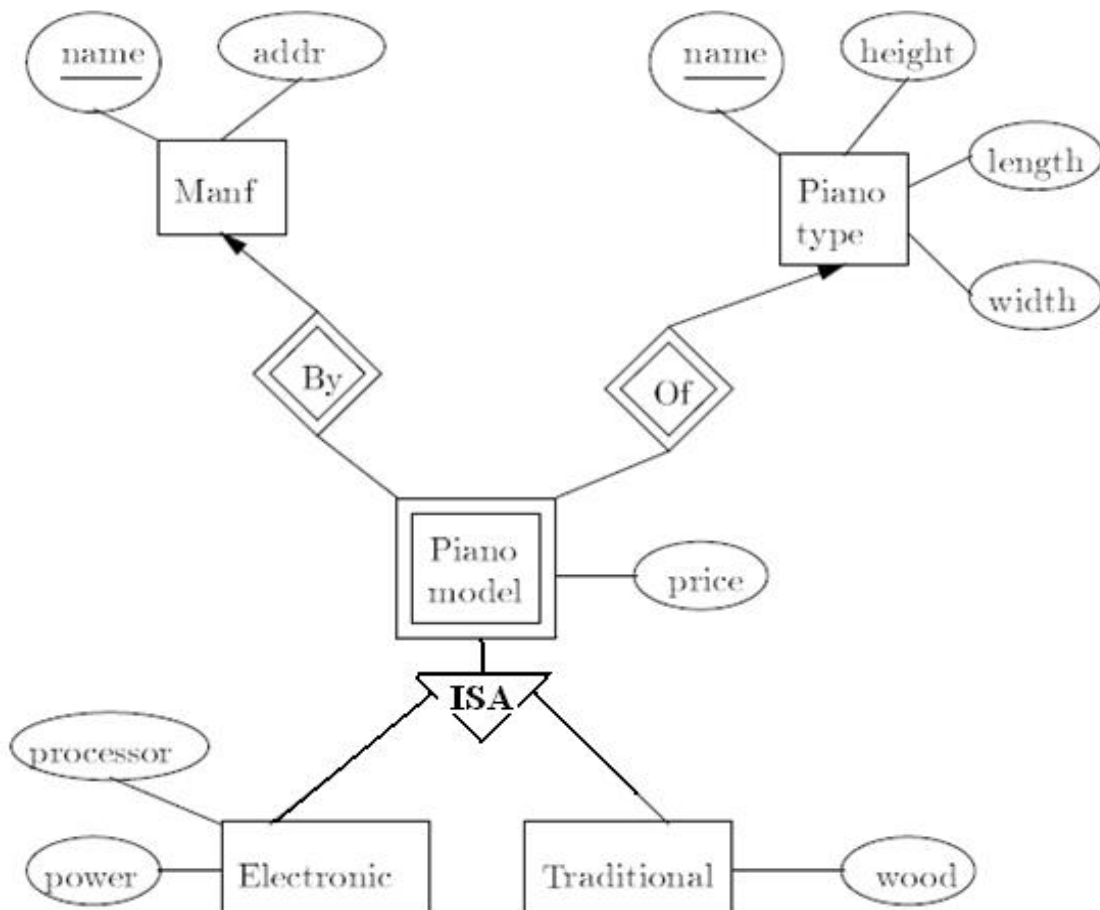 name
addr
name
height
Manf
Piano
type
length
width
By
Of
Piano
model
price
ISA
processor
power
Electronic
Traditional
wood